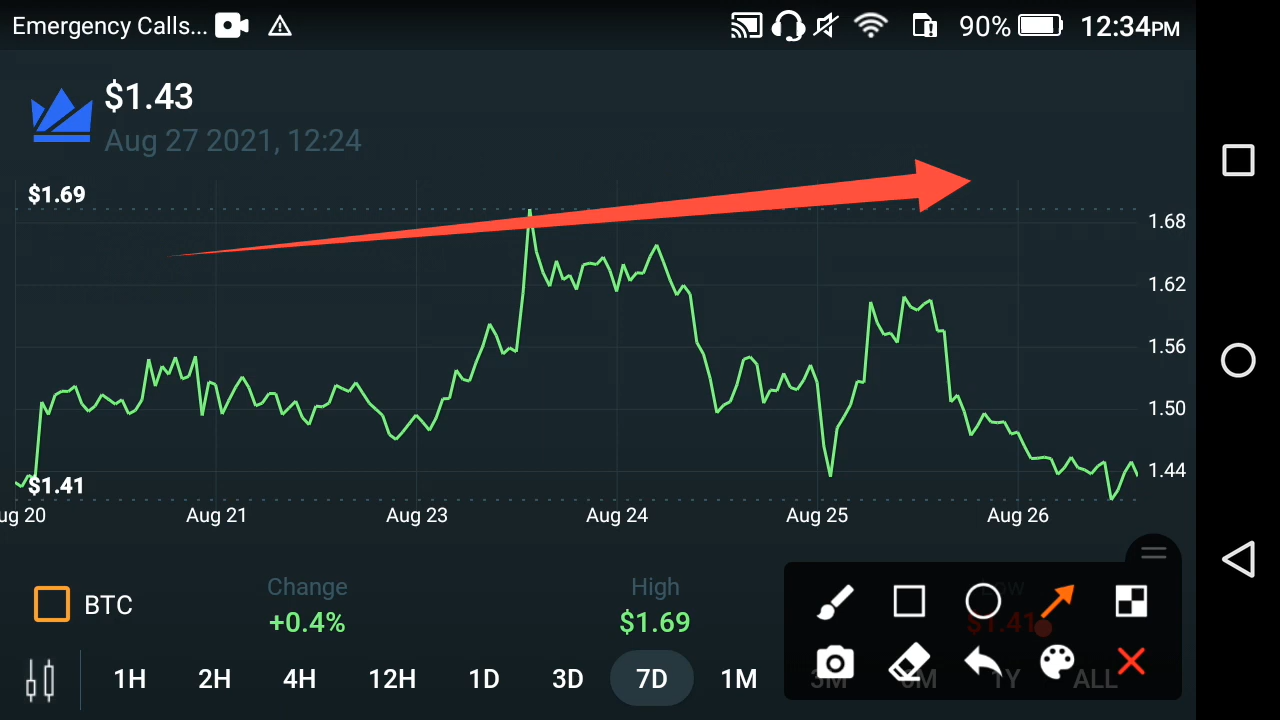 Emergency Calls... 90% 12:34PM
$1.43
Aug 27 2021, 12:24
$1.69
1.68
1.62
1.56
1.50
1.44
$1.41
ug 20 Aug 21 Aug 23 Aug 24 Aug 25 Aug 26
BTC
Change
+0.4%
High
$1.69
Low
$1.41
1H 2H 4H 12H 1D 3D 7D 1M 3M 6M 1Y ALL